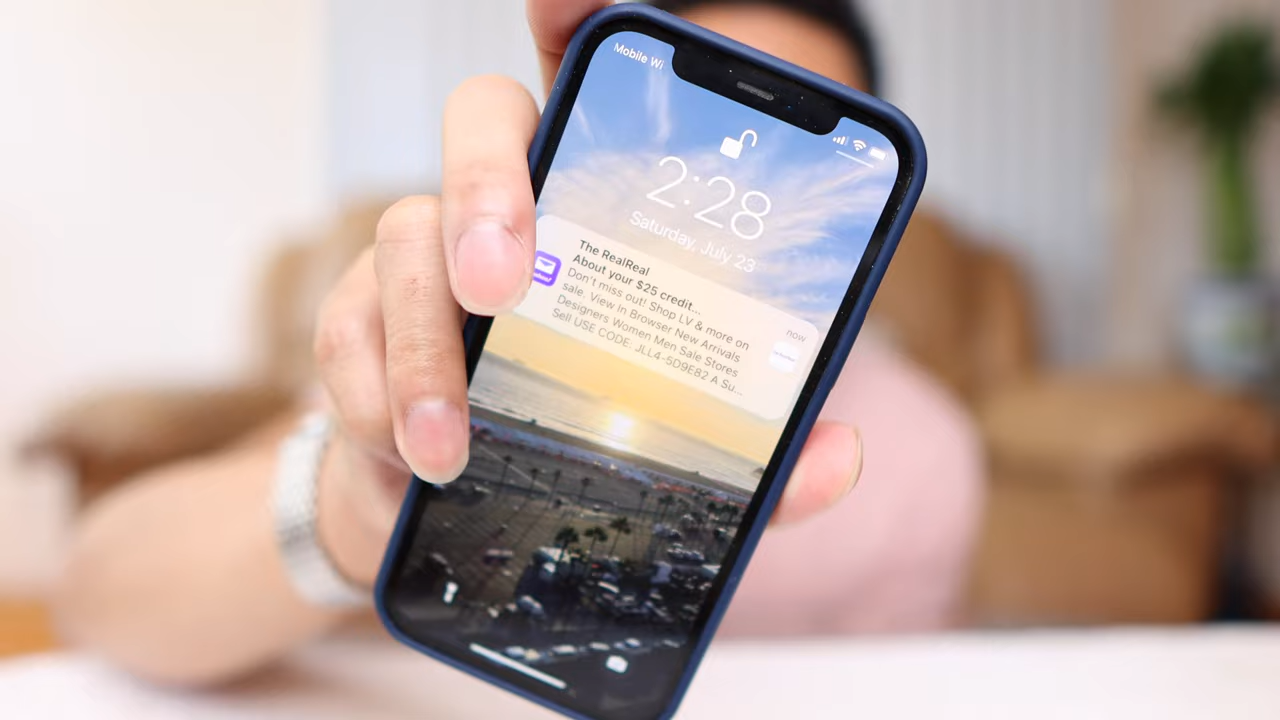 Mobile Wi
2:28
Saturday, July 23
The RealReal
About your $25 credit...
now
Don't miss out! Shop LV & more on
sale. View In Browser New Arrivals
Designers Women Men Sale Stores
Sell USE CODE: JLL4-5D9E82 A Su...